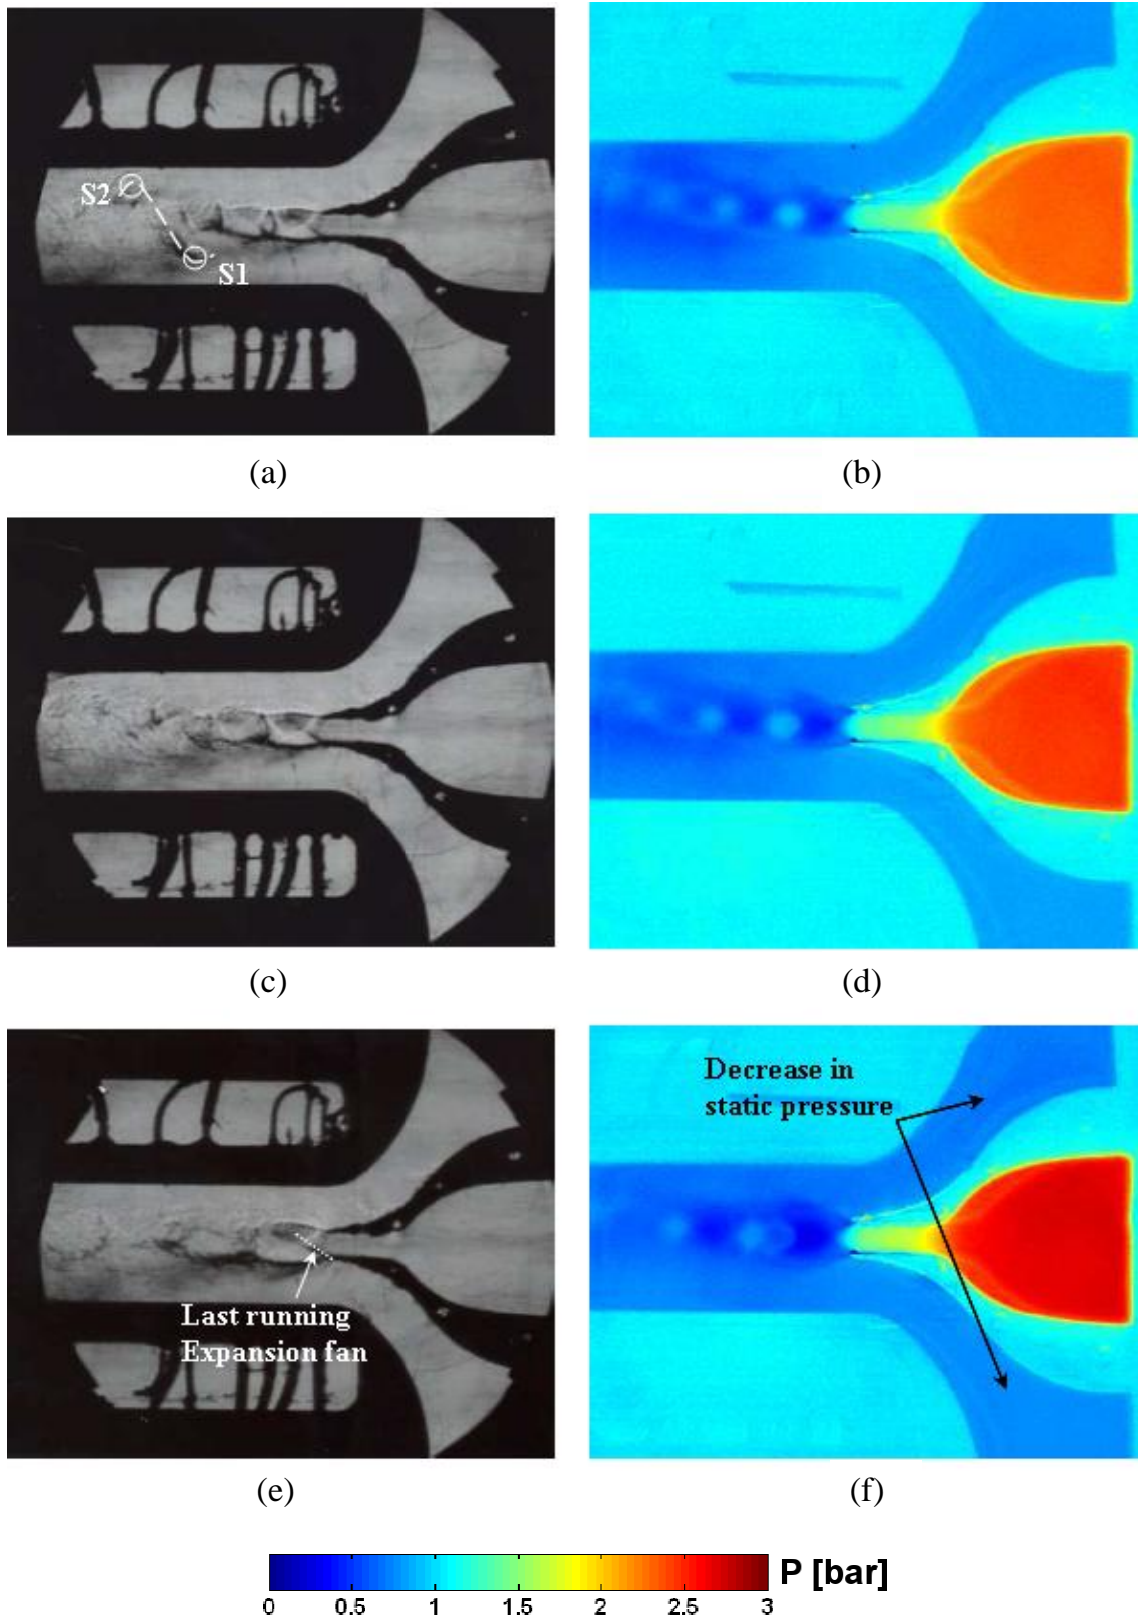 S2
S1
(a)
(b)
(c)
(d)
Last running
Expansion fan
Decrease in
static pressure
(e)
(f)
P [bar]
0 0.5 1 1.5 2 2.5 3